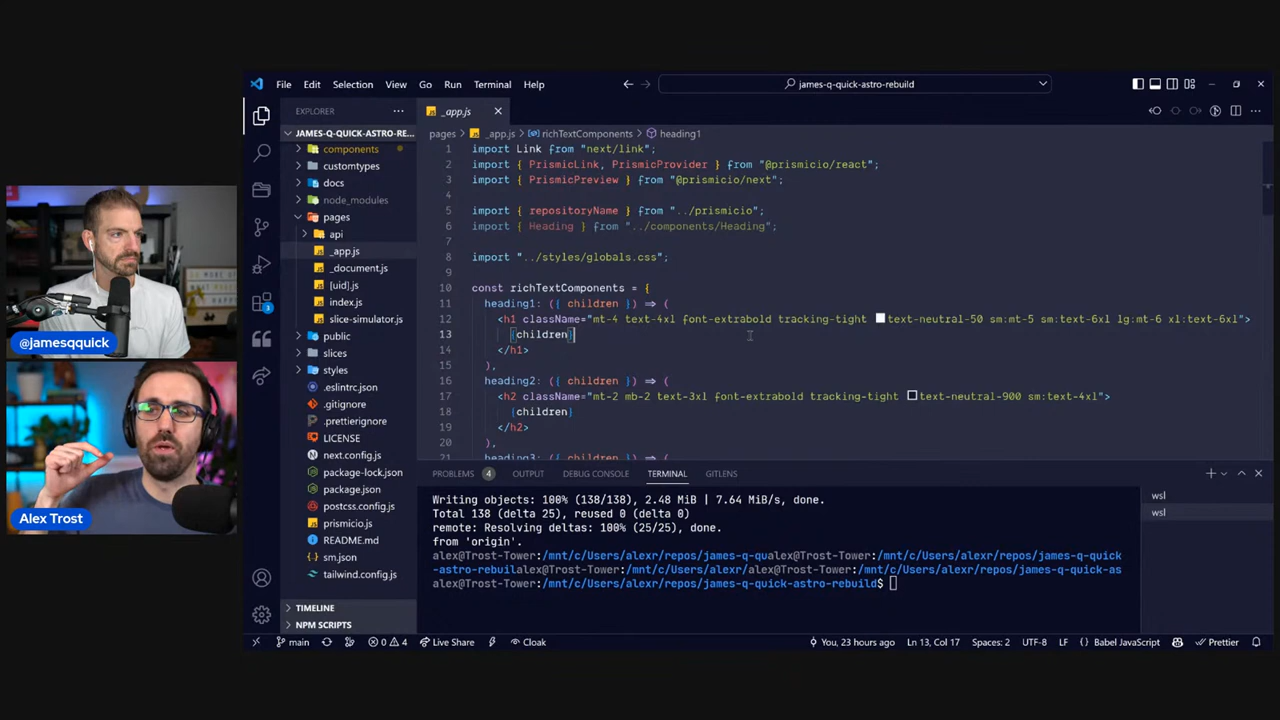 File Edit Selection View Go Run Terminal Help
james-q-quick-astro-rebuild
EXPLORER
JAMES-Q-QUICK-ASTRO-RE...
components
customtypes
docs
node_modules
pages
api
_app.js
_document.js
[uid].js
index.js
slice-simulator.js
public
slices
styles
.eslintrc.json
.gitignore
.prettierignore
LICENSE
next.config.js
package-lock.json
package.json
postcss.config.js
prismicio.js
README.md
sm.json
tailwind.config.js
TIMELINE
NPM SCRIPTS
3
_app.js
pages > _app.js > richTextComponents > heading1
1 import Link from "next/link";
2 import { PrismicLink, PrismicProvider } from "@prismicio/react";
3 import { PrismicPreview } from "@prismicio/next";
4
5 import { repositoryName } from "../prismicio";
6 import { Heading } from "../components/Heading";
7
8 import "../styles/globals.css";
9
10 const richTextComponents = {
11 heading1: ({ children }) => (
12 <h1 className="mt-4 text-4xl font-extrabold tracking-tight text-neutral-50 sm:mt-5 sm:text-6xl lg:mt-6 xl:text-6xl">
13 {children}
14 </h1>
15 ),
16 heading2: ({ children }) => (
17 <h2 className="mt-2 mb-2 text-3xl font-extrabold tracking-tight text-neutral-900 sm:text-4xl">
18 {children}
19 </h2>
20 ),
21 heading3: ({ children }) => (
PROBLEMS 4 OUTPUT DEBUG CONSOLE TERMINAL GITLENS
Writing objects: 100% (138/138), 2.48 MiB | 7.64 MiB/s, done.
Total 138 (delta 25), reused 0 (delta 0)
remote: Resolving deltas: 100% (25/25), done.
from 'origin'.
alex@Trost-Tower:/mnt/c/Users/alexr/repos/james-q-qualex@Trost-Tower:/mnt/c/Users/alexr/repos/james-q-quick
-astro-rebuilalex@Trost-Tower:/mnt/c/Users/alexr/alex@Trost-Tower:/mnt/c/Users/alexr/repos/james-q-quick-as
alex@Trost-Tower:/mnt/c/Users/alexr/repos/james-q-quick-astro-rebuild$
wsl
wsl
main 0 4 Live Share Cloak You, 23 hours ago Ln 13, Col 17 Spaces: 2 UTF-8 LF { } Babel JavaScript Prettier
@jamesqquick
Alex Trost